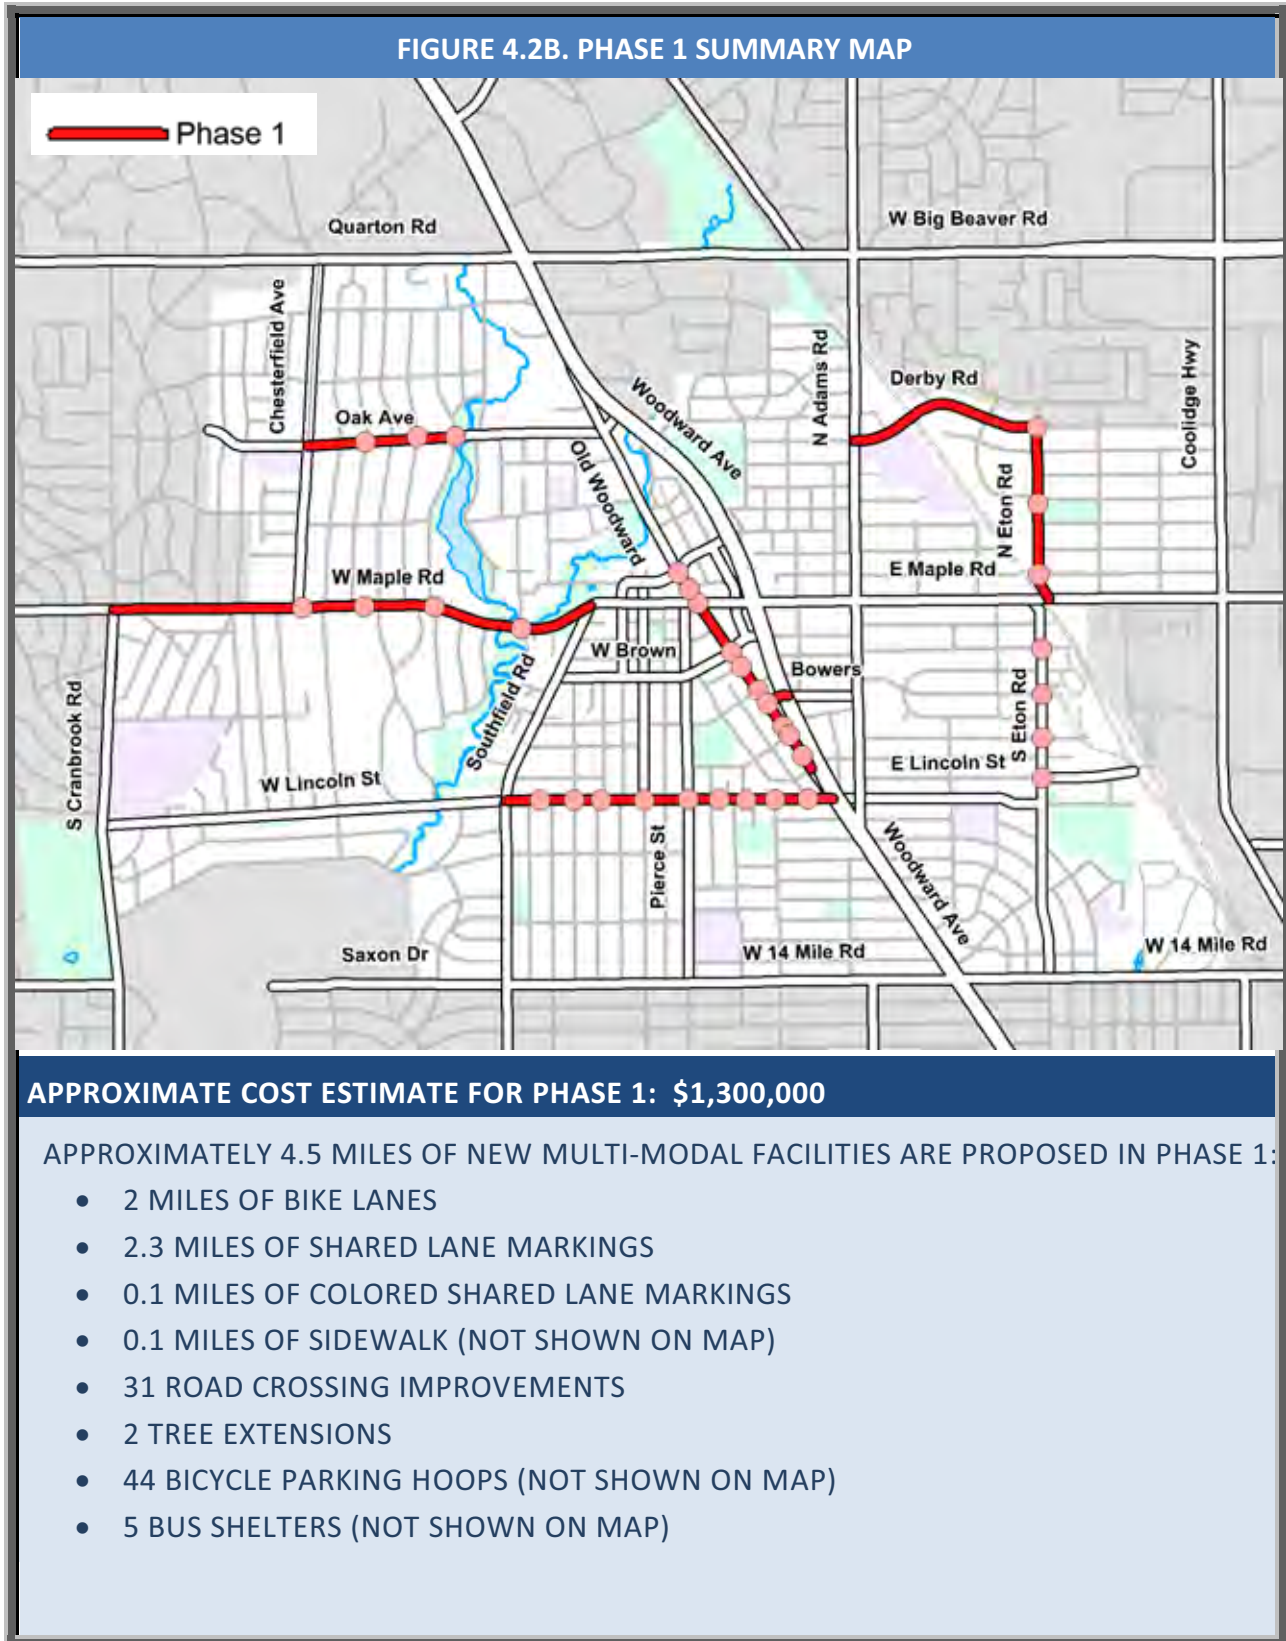 FIGURE 4.2B. PHASE 1 SUMMARY MAP
Phase 1
Quarton Rd
W Big Beaver Rd
Chesterfield Ave
N Adams Rd
Coolidge Hwy
Derby Rd
Woodward Ave
Oak Ave
Old Woodward
N Eton Rd
W Maple Rd
E Maple Rd
W Brown
Bowers
Southfield Rd
S Eton Rd
S Cranbrook Rd
E Lincoln St
W Lincoln St
Pierce St
Woodward Ave
Saxon Dr
W 14 Mile Rd
W 14 Mile Rd
APPROXIMATE COST ESTIMATE FOR PHASE 1: $1,300,000
APPROXIMATELY 4.5 MILES OF NEW MULTI-MODAL FACILITIES ARE PROPOSED IN PHASE 1:
• 2 MILES OF BIKE LANES
• 2.3 MILES OF SHARED LANE MARKINGS
• 0.1 MILES OF COLORED SHARED LANE MARKINGS
• 0.1 MILES OF SIDEWALK (NOT SHOWN ON MAP)
• 31 ROAD CROSSING IMPROVEMENTS
• 2 TREE EXTENSIONS
• 44 BICYCLE PARKING HOOPS (NOT SHOWN ON MAP)
• 5 BUS SHELTERS (NOT SHOWN ON MAP)